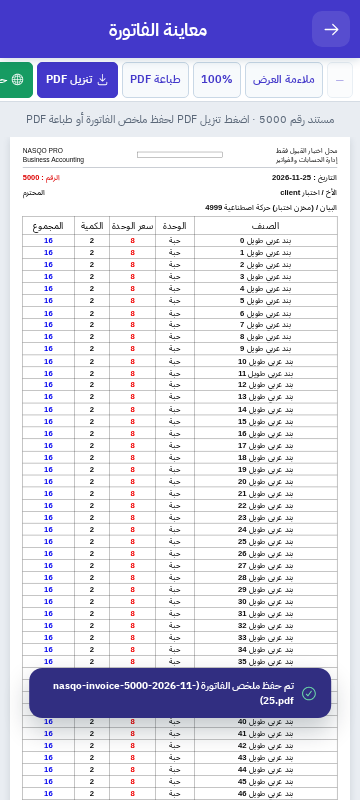 معاينة الفاتورة
ملاءمة العرض
100%
طباعة PDF
تنزيل PDF
مستند رقم 5000 · اضغط تنزيل PDF لحفظ ملخص الفاتورة أو طباعة PDF
محل اختبار القبول فقط
NASQO PRO
إدارة الحسابات والفواتير
Business Accounting
التاريخ : 2026-11-25
الرقم : 5000
الأخ / اختبار client
المحترم
البيان / (مخزن اختبار) حركة اصطناعية 4999
الصنف الوحدة سعر الوحدة الكمية المجموع
بند عربي طويل 0 حبة 8 2 16
بند عربي طويل 1 حبة 8 2 16
بند عربي طويل 2 حبة 8 2 16
بند عربي طويل 3 حبة 8 2 16
بند عربي طويل 4 حبة 8 2 16
بند عربي طويل 5 حبة 8 2 16
بند عربي طويل 6 حبة 8 2 16
بند عربي طويل 7 حبة 8 2 16
بند عربي طويل 8 حبة 8 2 16
بند عربي طويل 9 حبة 8 2 16
بند عربي طويل 10 حبة 8 2 16
بند عربي طويل 11 حبة 8 2 16
بند عربي طويل 12 حبة 8 2 16
بند عربي طويل 13 حبة 8 2 16
بند عربي طويل 14 حبة 8 2 16
بند عربي طويل 15 حبة 8 2 16
بند عربي طويل 16 حبة 8 2 16
بند عربي طويل 17 حبة 8 2 16
بند عربي طويل 18 حبة 8 2 16
بند عربي طويل 19 حبة 8 2 16
بند عربي طويل 20 حبة 8 2 16
بند عربي طويل 21 حبة 8 2 16
بند عربي طويل 22 حبة 8 2 16
بند عربي طويل 23 حبة 8 2 16
بند عربي طويل 24 حبة 8 2 16
بند عربي طويل 25 حبة 8 2 16
بند عربي طويل 26 حبة 8 2 16
بند عربي طويل 27 حبة 8 2 16
بند عربي طويل 28 حبة 8 2 16
بند عربي طويل 29 حبة 8 2 16
بند عربي طويل 30 حبة 8 2 16
بند عربي طويل 31 حبة 8 2 16
بند عربي طويل 32 حبة 8 2 16
بند عربي طويل 33 حبة 8 2 16
بند عربي طويل 34 حبة 8 2 16
بند عربي طويل 35 حبة 8 2 16
تم حفظ ملخص الفاتورة (nasqo-invoice-5000-2026-11-25.pdf)
بند عربي طويل 40 حبة 8 2 16
بند عربي طويل 41 حبة 8 2 16
بند عربي طويل 42 حبة 8 2 16
بند عربي طويل 43 حبة 8 2 16
بند عربي طويل 44 حبة 8 2 16
بند عربي طويل 45 حبة 8 2 16
بند عربي طويل 46 حبة 8 2 16